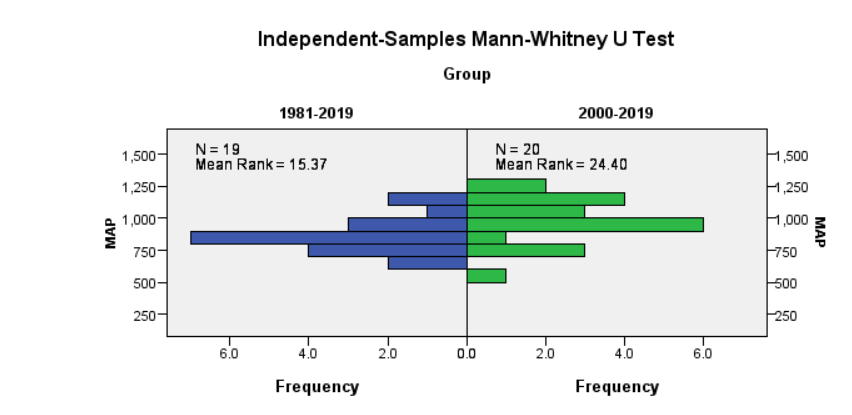 Independent-Samples Mann-Whitney U Test
Group
1981-2019 2000-2019
N = 19 N = 20
Mean Rank = 15.37 Mean Rank = 24.40
1,500 1,500
1,250 1,250
1,000 1,000
750 750
500 500
250 250
MAP MAP
6.0 4.0 2.0 0.0 2.0 4.0 6.0
Frequency Frequency